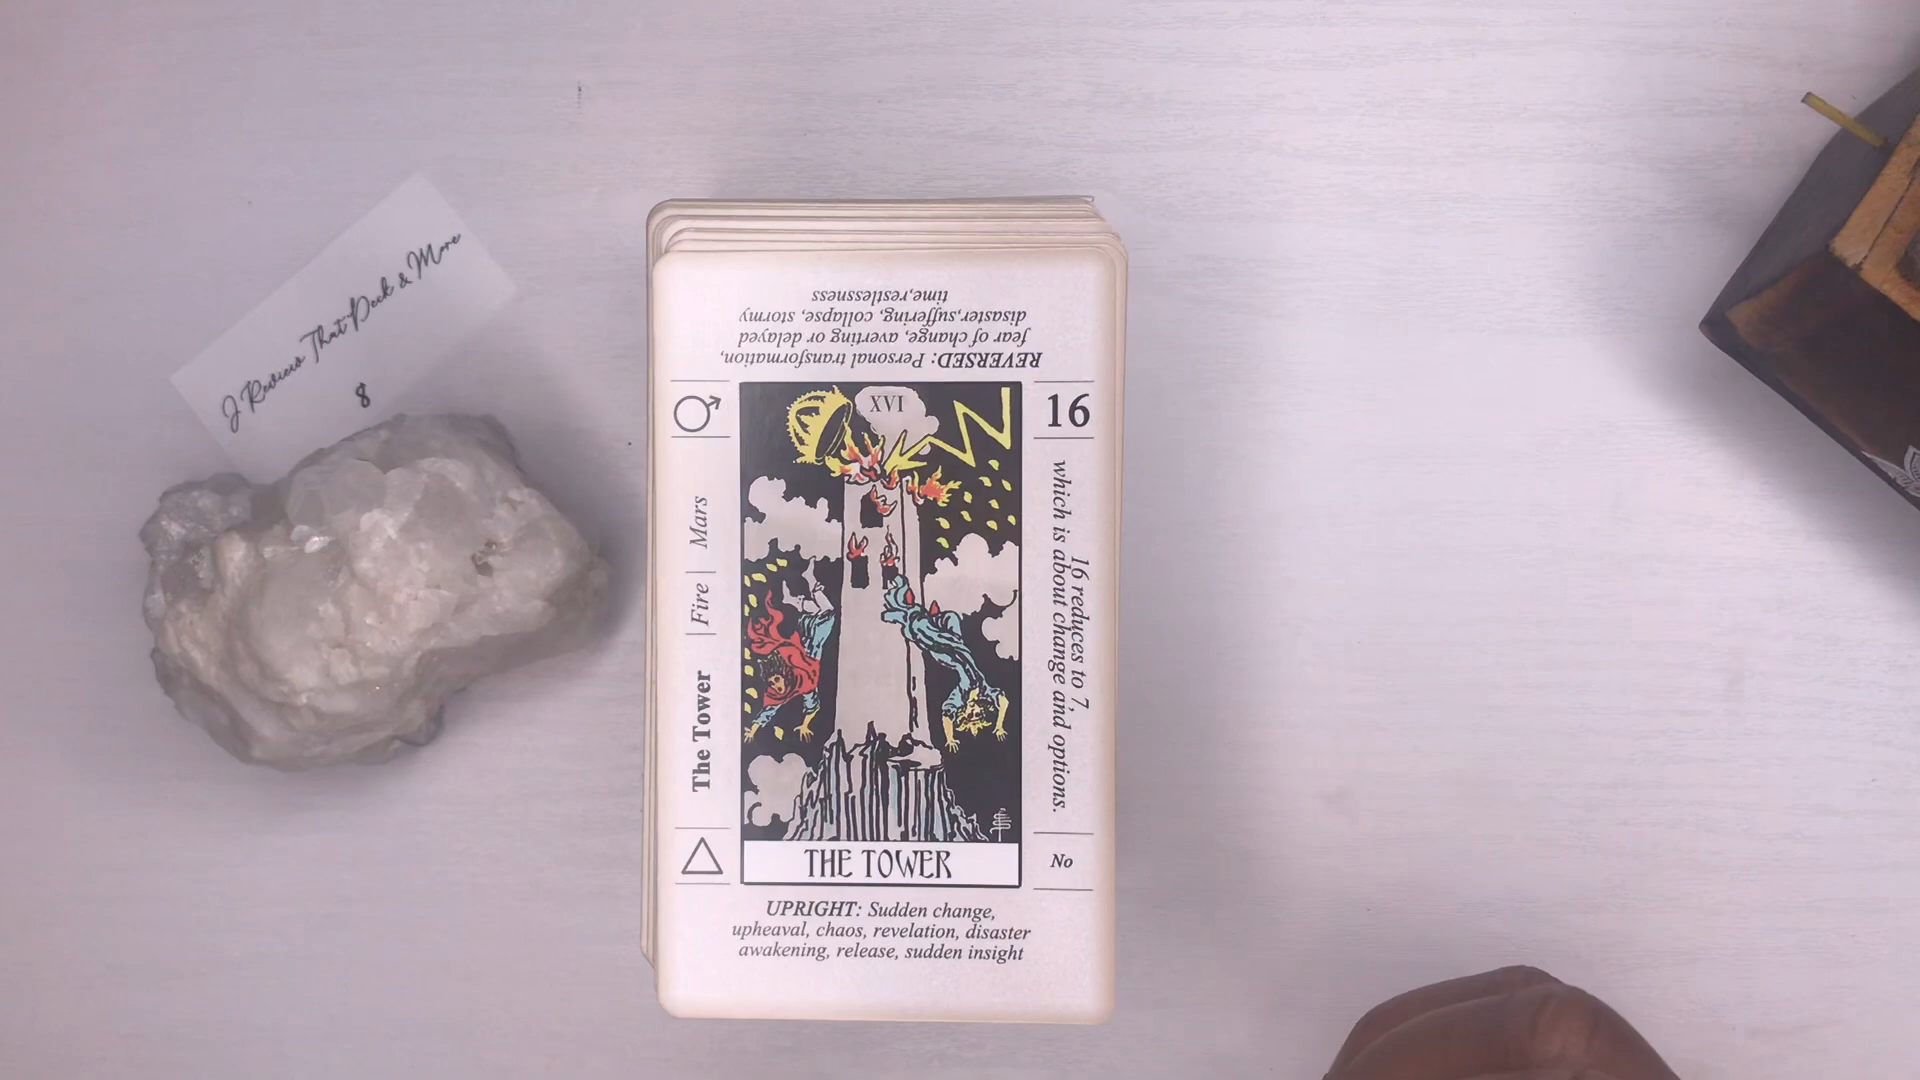 J Review That Deck & More
8
REVERSED: Personal transformation,
fear of change, averting or delayed
disaster,suffering, collapse, stormy
time,restlessness
XVI
16
The Tower | Fire | Mars
16 reduces to 7,
which is about change and options.
THE TOWER
No
UPRIGHT: Sudden change,
upheaval, chaos, revelation, disaster
awakening, release, sudden insight